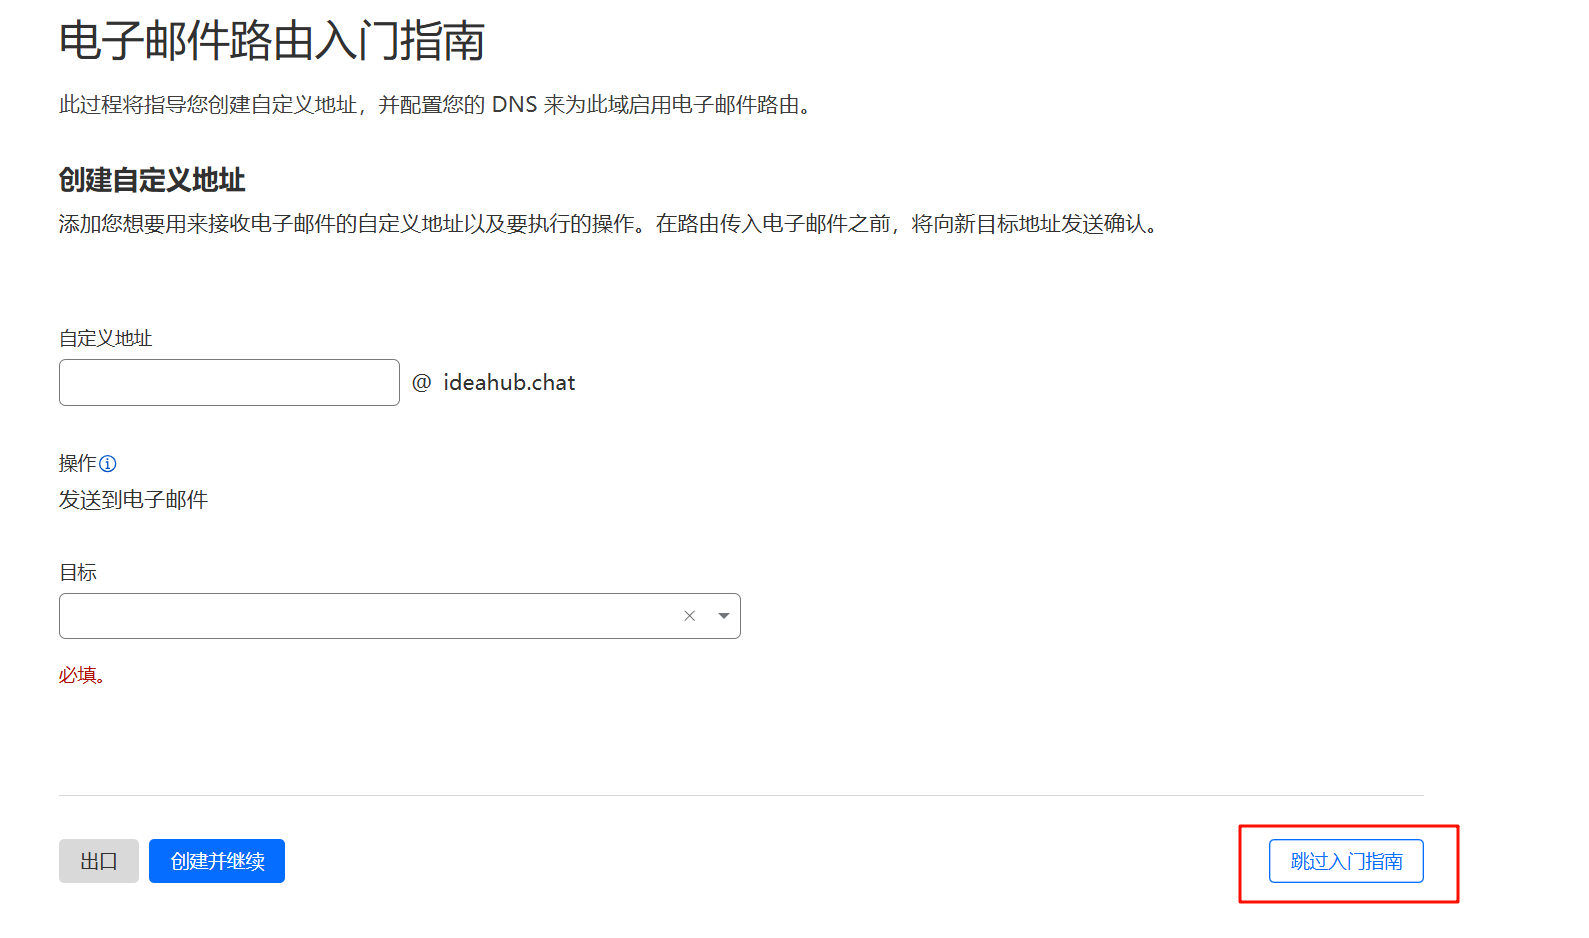 电子邮件路由入门指南
此过程将指导您创建自定义地址，并配置您的 DNS 来为此域启用电子邮件路由。
创建自定义地址
添加您想要用来接收电子邮件的自定义地址以及要执行的操作。在路由传入电子邮件之前，将向新目标地址发送确认。
自定义地址
@ ideahub.chat
操作
发送到电子邮件
目标
必填。
出口 创建并继续 跳过入门指南